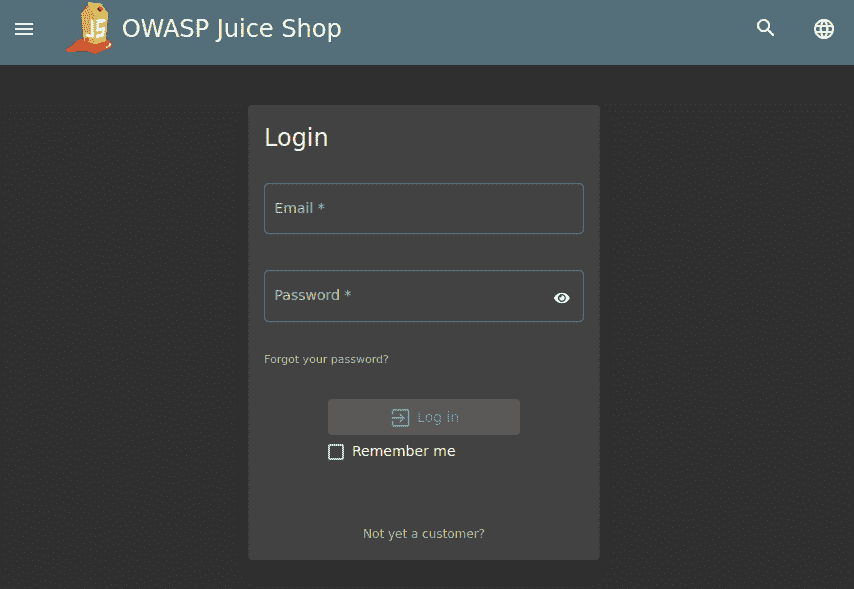 JS
OWASP Juice Shop
Login
Email *
Password *
Forgot your password?
Log in
Remember me
Not yet a customer?